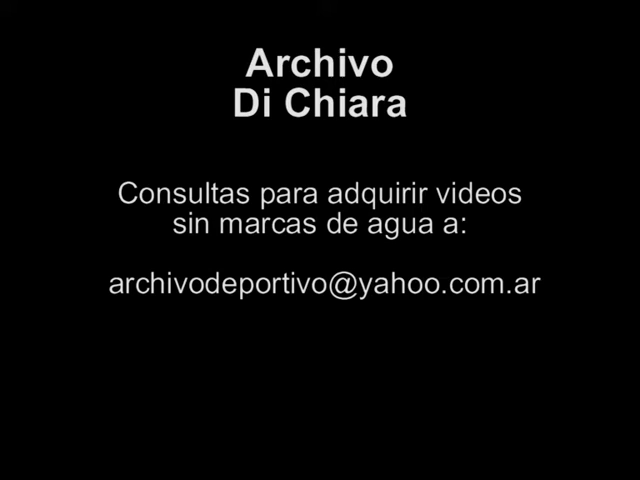 Archivo
Di Chiara
Consultas para adquirir videos
sin marcas de agua a:
archivodeportivo@yahoo.com.ar